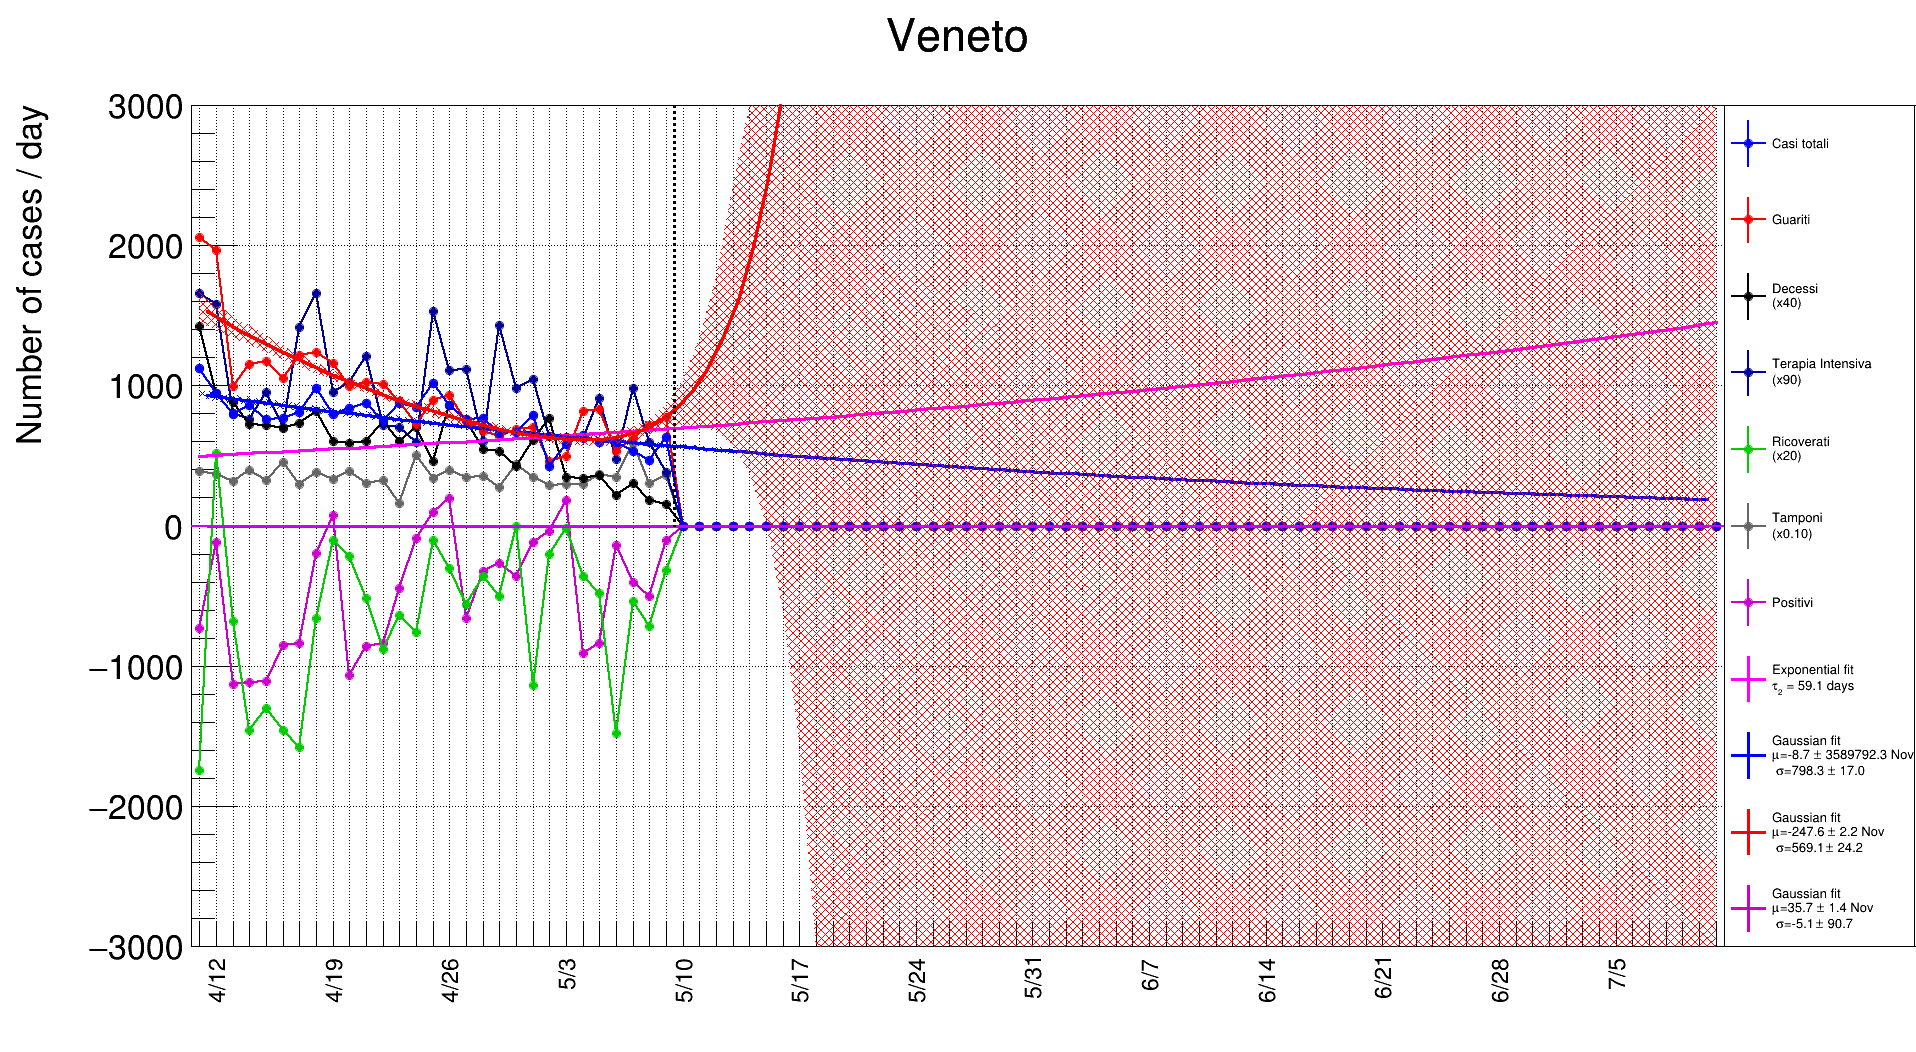 Veneto
Number of cases / day
3000
2000
1000
0
−1000
−2000
−3000
4/12
4/19
4/26
5/3
5/10
5/17
5/24
5/31
6/7
6/14
6/21
6/28
7/5
Casi totali
Guariti
Decessi
(x40)
Terapia Intensiva
(x90)
Ricoverati
(x20)
Tamponi
(x0.10)
Positivi
Exponential fit
τ₂ = 59.1 days
Gaussian fit
μ=-8.7 ± 3589792.3 Nov
σ=798.3 ± 17.0
Gaussian fit
μ=-247.6 ± 2.2 Nov
σ=569.1 ± 24.2
Gaussian fit
μ=35.7 ± 1.4 Nov
σ=-5.1 ± 90.7